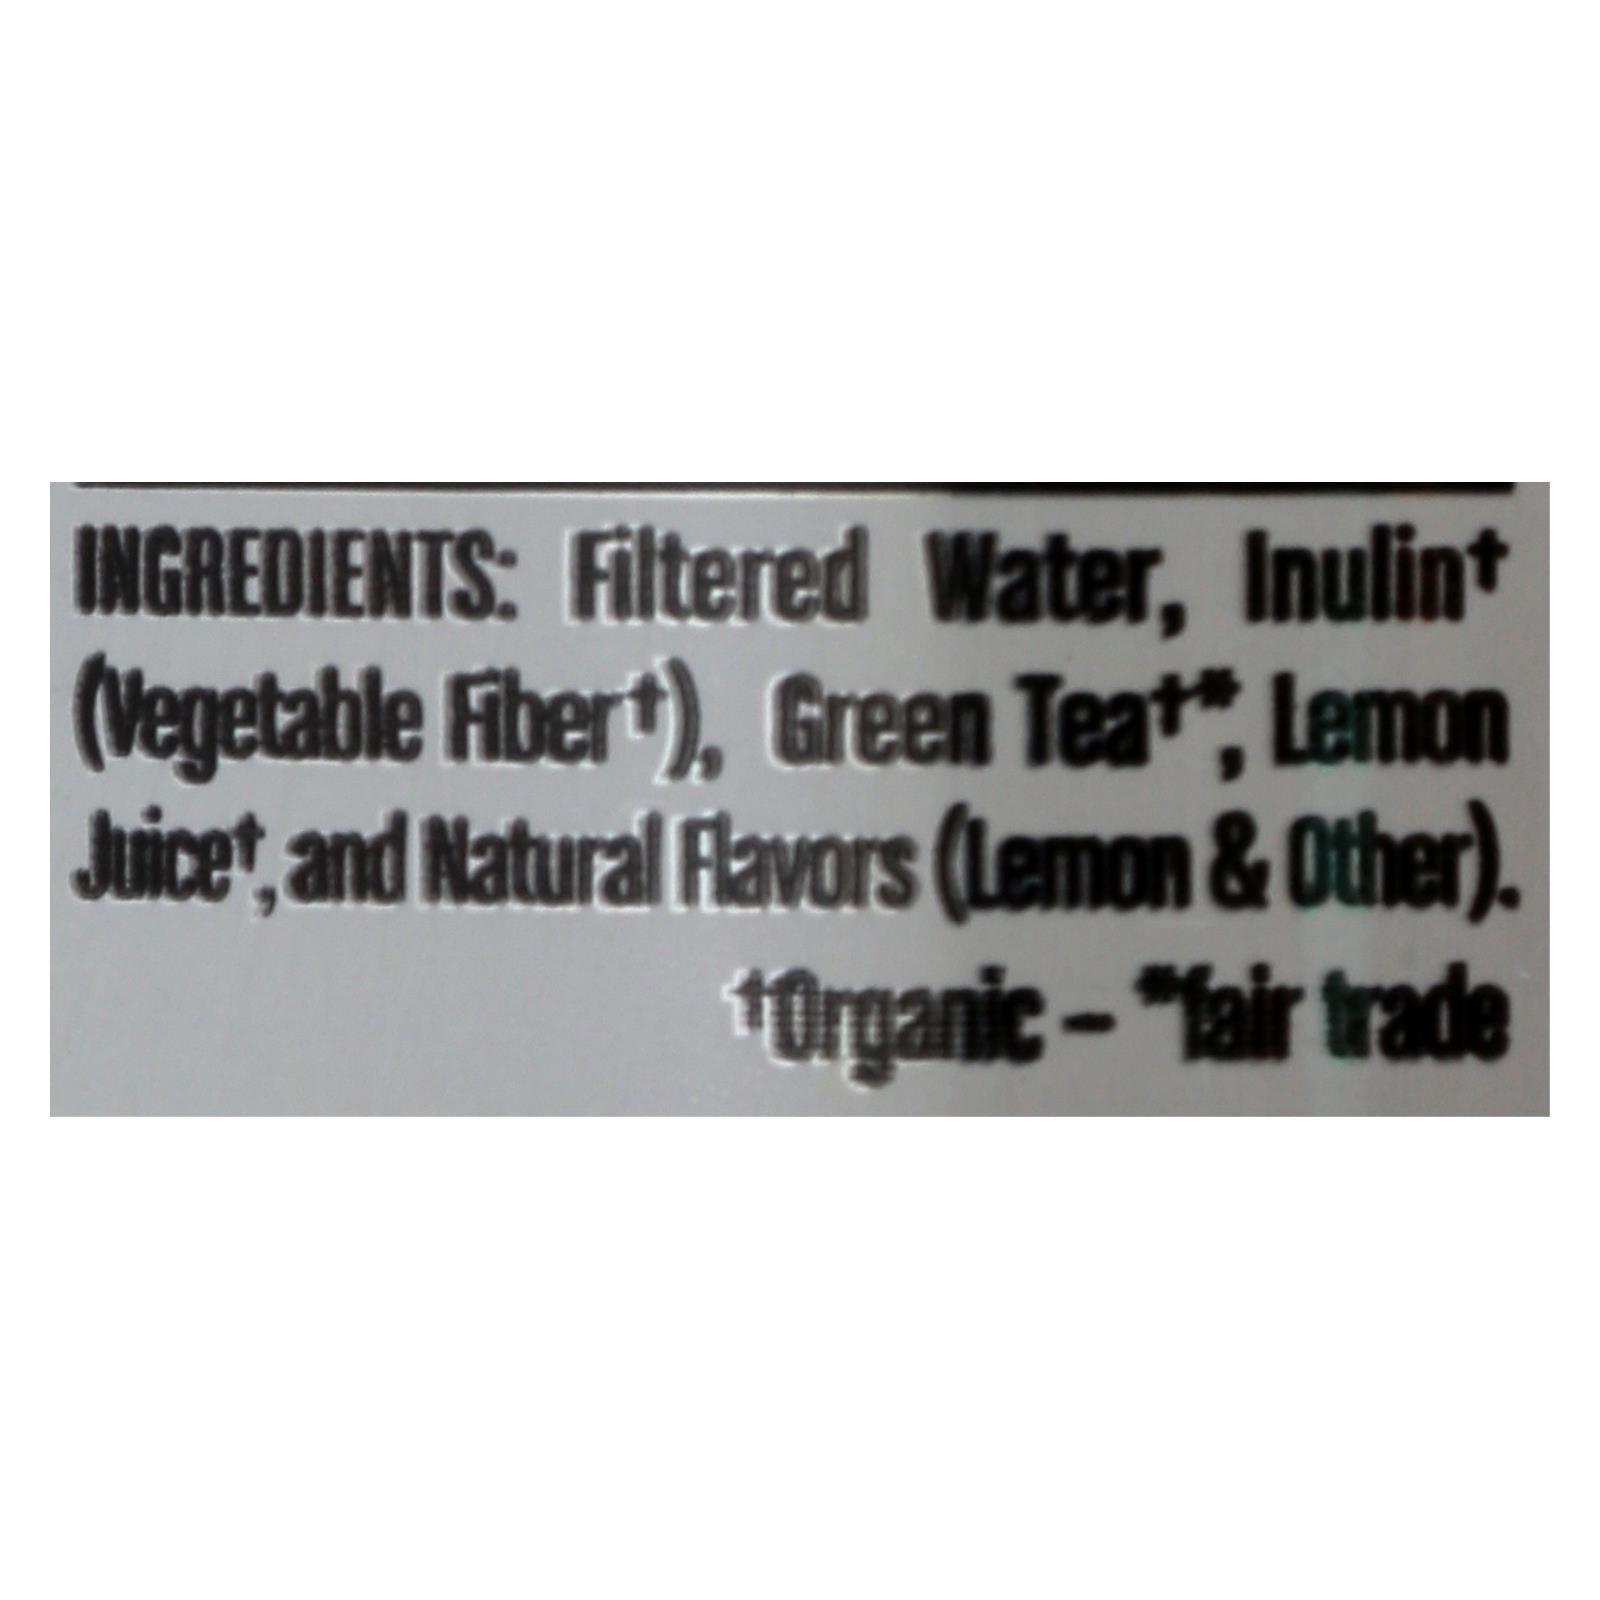 INGREDIENTS: Filtered Water, Inulin†
(Vegetable Fiber†), Green Tea†*, Lemon
Juice†, and Natural Flavors (Lemon & Other).
†Organic – *fair trade